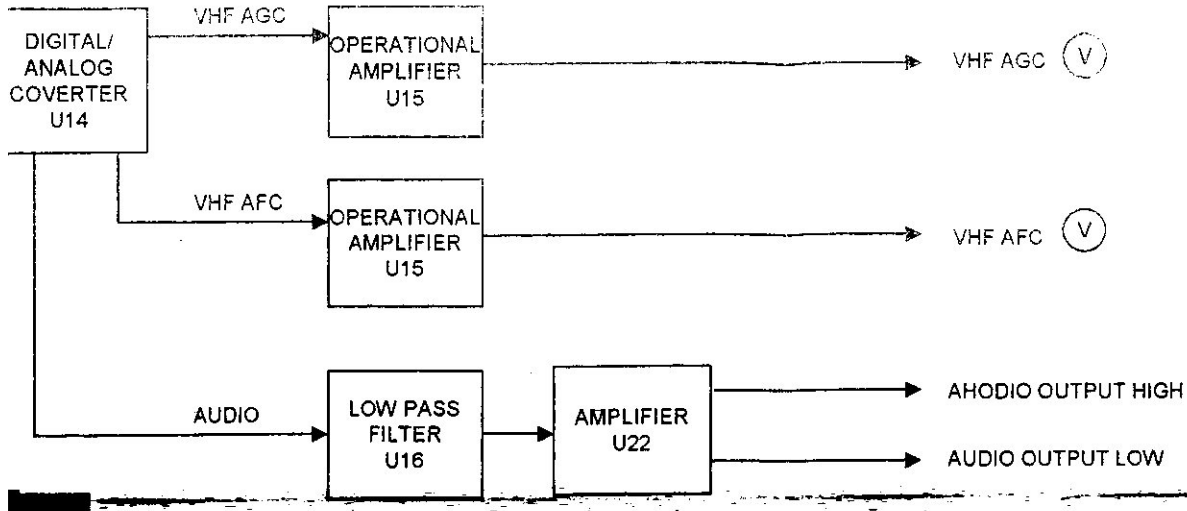 VHF AGC
DIGITAL/
ANALOG
COVERTER
U14
OPERATIONAL
AMPLIFIER
U15
VHF AGC V
VHF AFC
OPERATIONAL
AMPLIFIER
U15
VHF AFC V
AUDIO
LOW PASS
FILTER
U16
AMPLIFIER
U22
AHODIO OUTPUT HIGH
AUDIO OUTPUT LOW